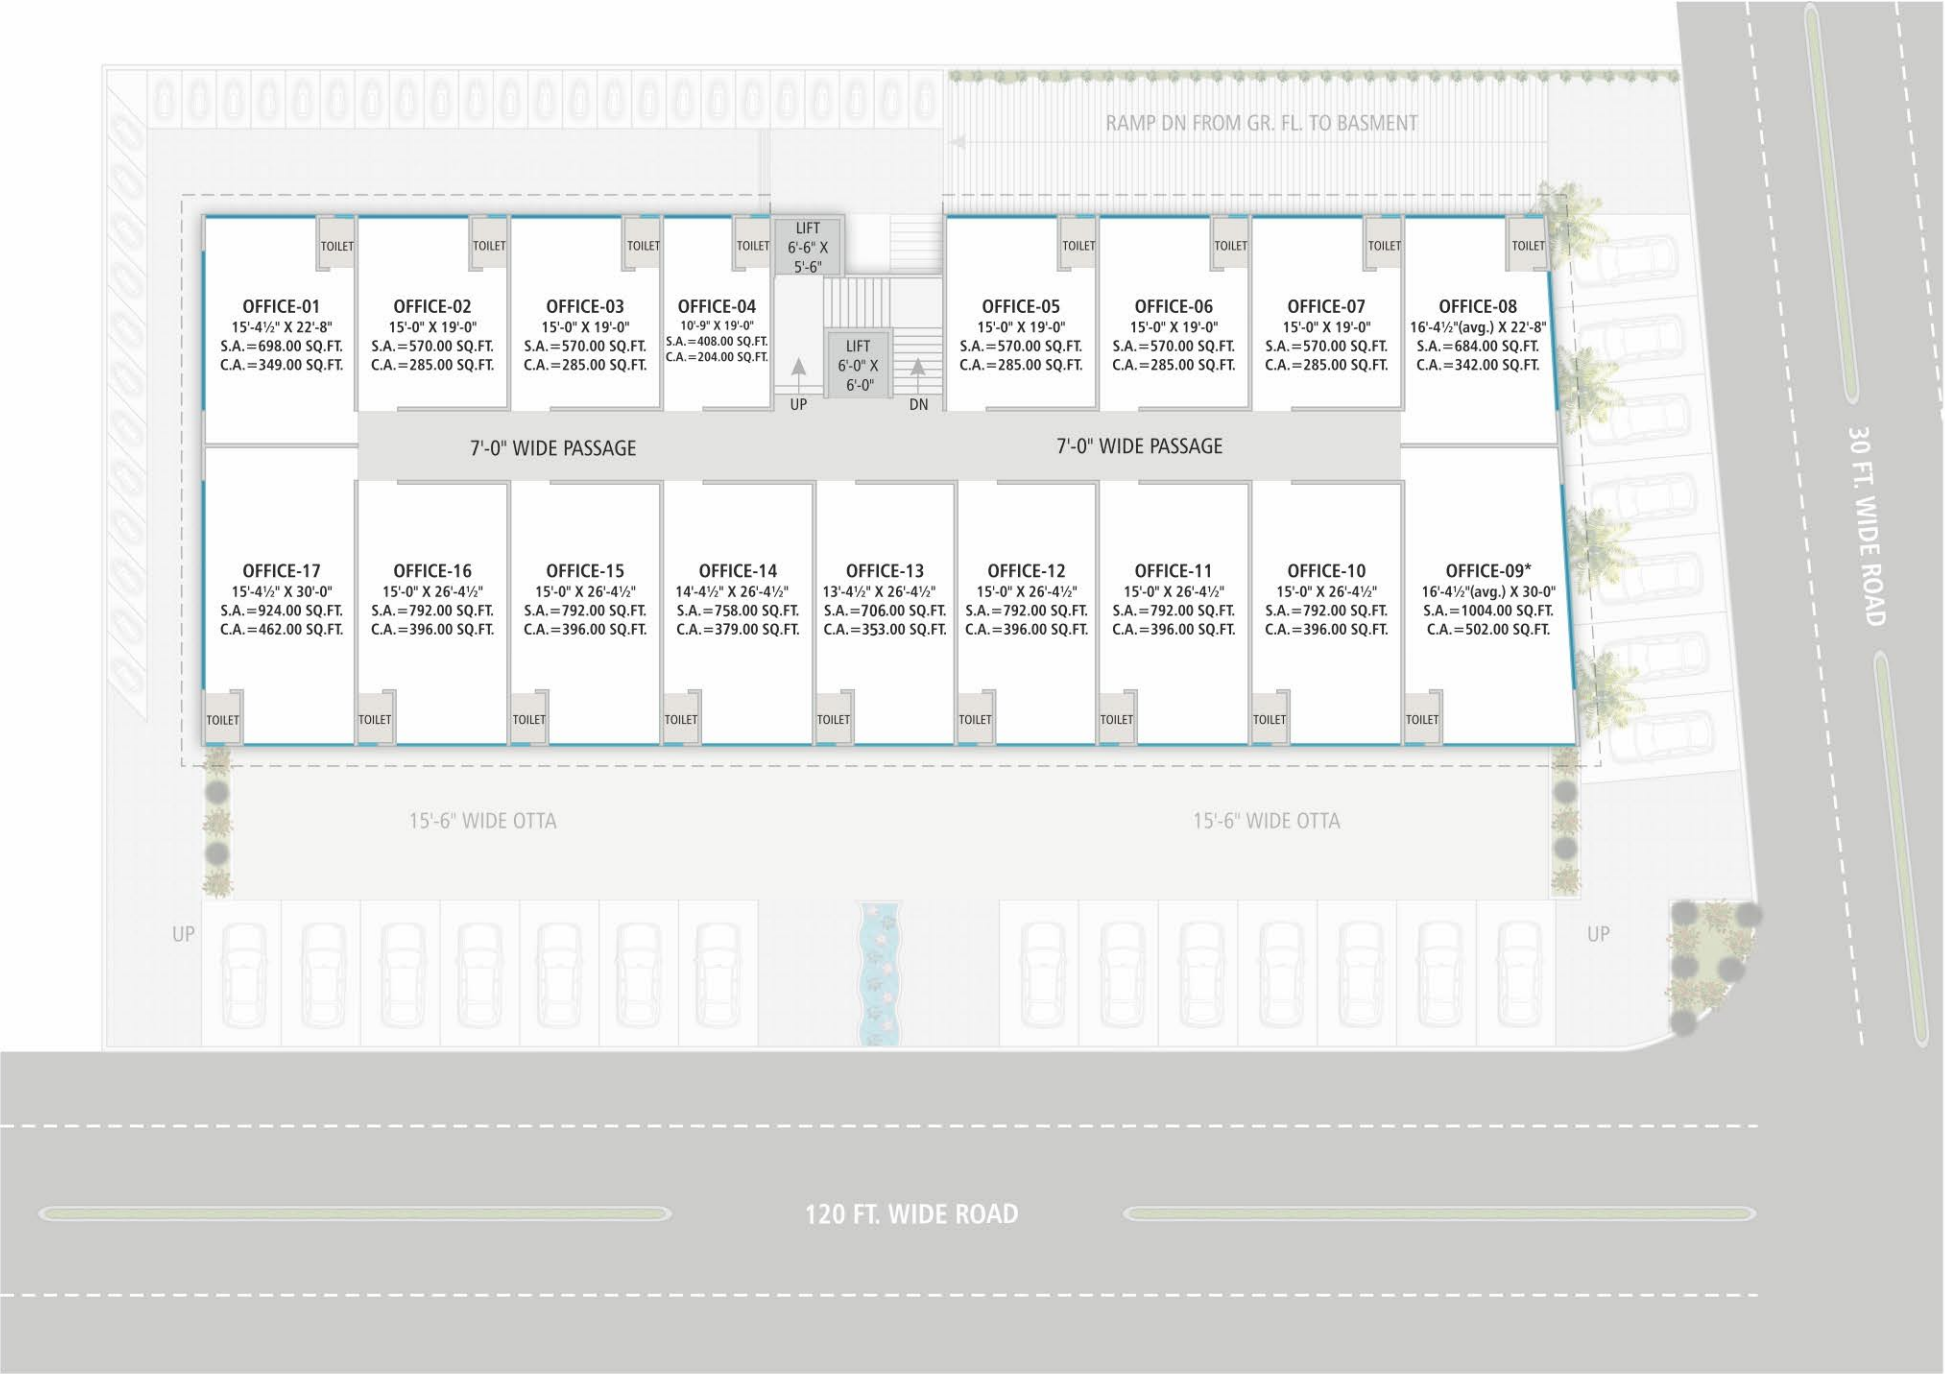 RAMP DN FROM GR. FL. TO BASMENT
TOILET
TOILET
TOILET
TOILET
LIFT
6'-6" X
5'-6"
TOILET
TOILET
TOILET
TOILET
OFFICE-01
15'-4½" X 22'-8"
S.A.=698.00 SQ.FT.
C.A.=349.00 SQ.FT.
OFFICE-02
15'-0" X 19'-0"
S.A.=570.00 SQ.FT.
C.A.=285.00 SQ.FT.
OFFICE-03
15'-0" X 19'-0"
S.A.=570.00 SQ.FT.
C.A.=285.00 SQ.FT.
OFFICE-04
10'-9" X 19'-0"
S.A.=408.00 SQ.FT.
C.A.=204.00 SQ.FT.
LIFT
6'-0" X
6'-0"
UP
DN
OFFICE-05
15'-0" X 19'-0"
S.A.=570.00 SQ.FT.
C.A.=285.00 SQ.FT.
OFFICE-06
15'-0" X 19'-0"
S.A.=570.00 SQ.FT.
C.A.=285.00 SQ.FT.
OFFICE-07
15'-0" X 19'-0"
S.A.=570.00 SQ.FT.
C.A.=285.00 SQ.FT.
OFFICE-08
16'-4½"(avg.) X 22'-8"
S.A.=684.00 SQ.FT.
C.A.=342.00 SQ.FT.
7'-0" WIDE PASSAGE
7'-0" WIDE PASSAGE
30 FT. WIDE ROAD
OFFICE-17
15'-4½" X 30'-0"
S.A.=924.00 SQ.FT.
C.A.=462.00 SQ.FT.
OFFICE-16
15'-0" X 26'-4½"
S.A.=792.00 SQ.FT.
C.A.=396.00 SQ.FT.
OFFICE-15
15'-0" X 26'-4½"
S.A.=792.00 SQ.FT.
C.A.=396.00 SQ.FT.
OFFICE-14
14'-4½" X 26'-4½"
S.A.=758.00 SQ.FT.
C.A.=379.00 SQ.FT.
OFFICE-13
13'-4½" X 26'-4½"
S.A.=706.00 SQ.FT.
C.A.=353.00 SQ.FT.
OFFICE-12
15'-0" X 26'-4½"
S.A.=792.00 SQ.FT.
C.A.=396.00 SQ.FT.
OFFICE-11
15'-0" X 26'-4½"
S.A.=792.00 SQ.FT.
C.A.=396.00 SQ.FT.
OFFICE-10
15'-0" X 26'-4½"
S.A.=792.00 SQ.FT.
C.A.=396.00 SQ.FT.
OFFICE-09*
16'-4½"(avg.) X 30-0"
S.A.=1004.00 SQ.FT.
C.A.=502.00 SQ.FT.
TOILET
TOILET
TOILET
TOILET
TOILET
TOILET
TOILET
TOILET
TOILET
15'-6" WIDE OTTA
15'-6" WIDE OTTA
UP
UP
120 FT. WIDE ROAD